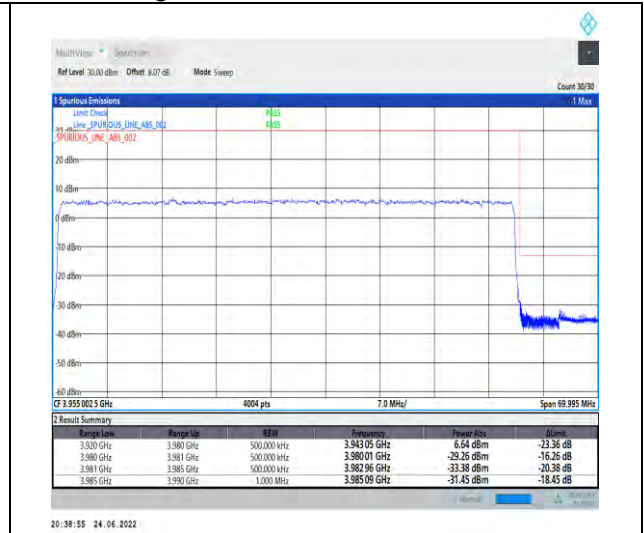 MultiView Spectrum
Ref Level 30.00 dBm Offset 8.07 dB Mode Sweep
Count 30/30
1 Spurious Emissions 1 Max
Limit Check PASS
Line _SPURIOUS_LINE_ABS_002 PASS
_SPURIOUS_LINE_ABS_002
20 dBm
10 dBm
0 dBm
-10 dBm
-20 dBm
-30 dBm
-40 dBm
-50 dBm
-60 dBm
CF 3.955 002 5 GHz 4004 pts 7.0 MHz/ Span 69.995 MHz
2 Result Summary
Range Low Range Up RBW Frequency Power Abs ΔLimit
3.920 GHz 3.980 GHz 500.000 kHz 3.943 05 GHz 6.64 dBm -23.36 dB
3.980 GHz 3.981 GHz 500.000 kHz 3.980 01 GHz -29.26 dBm -16.26 dB
3.981 GHz 3.985 GHz 500.000 kHz 3.982 96 GHz -33.38 dBm -20.38 dB
3.985 GHz 3.990 GHz 1.000 MHz 3.985 09 GHz -31.45 dBm -18.45 dB
20:38:55 24.06.2022